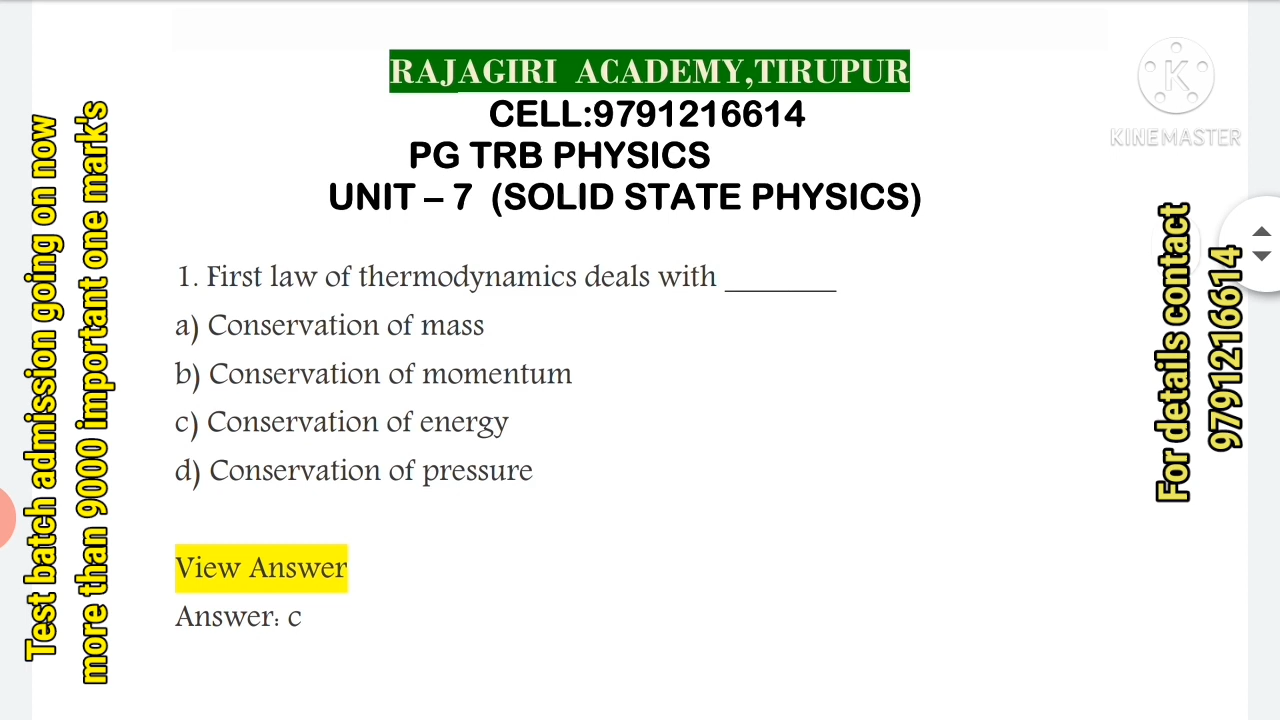 RAJAGIRI ACADEMY,TIRUPUR
CELL:9791216614
PG TRB PHYSICS
UNIT – 7 (SOLID STATE PHYSICS)
1. First law of thermodynamics deals with ________
a) Conservation of mass
b) Conservation of momentum
c) Conservation of energy
d) Conservation of pressure
View Answer
Answer: c
Test batch admission going on now
more than 9000 important one mark's
For details contact
9791216614
K
KINEMASTER